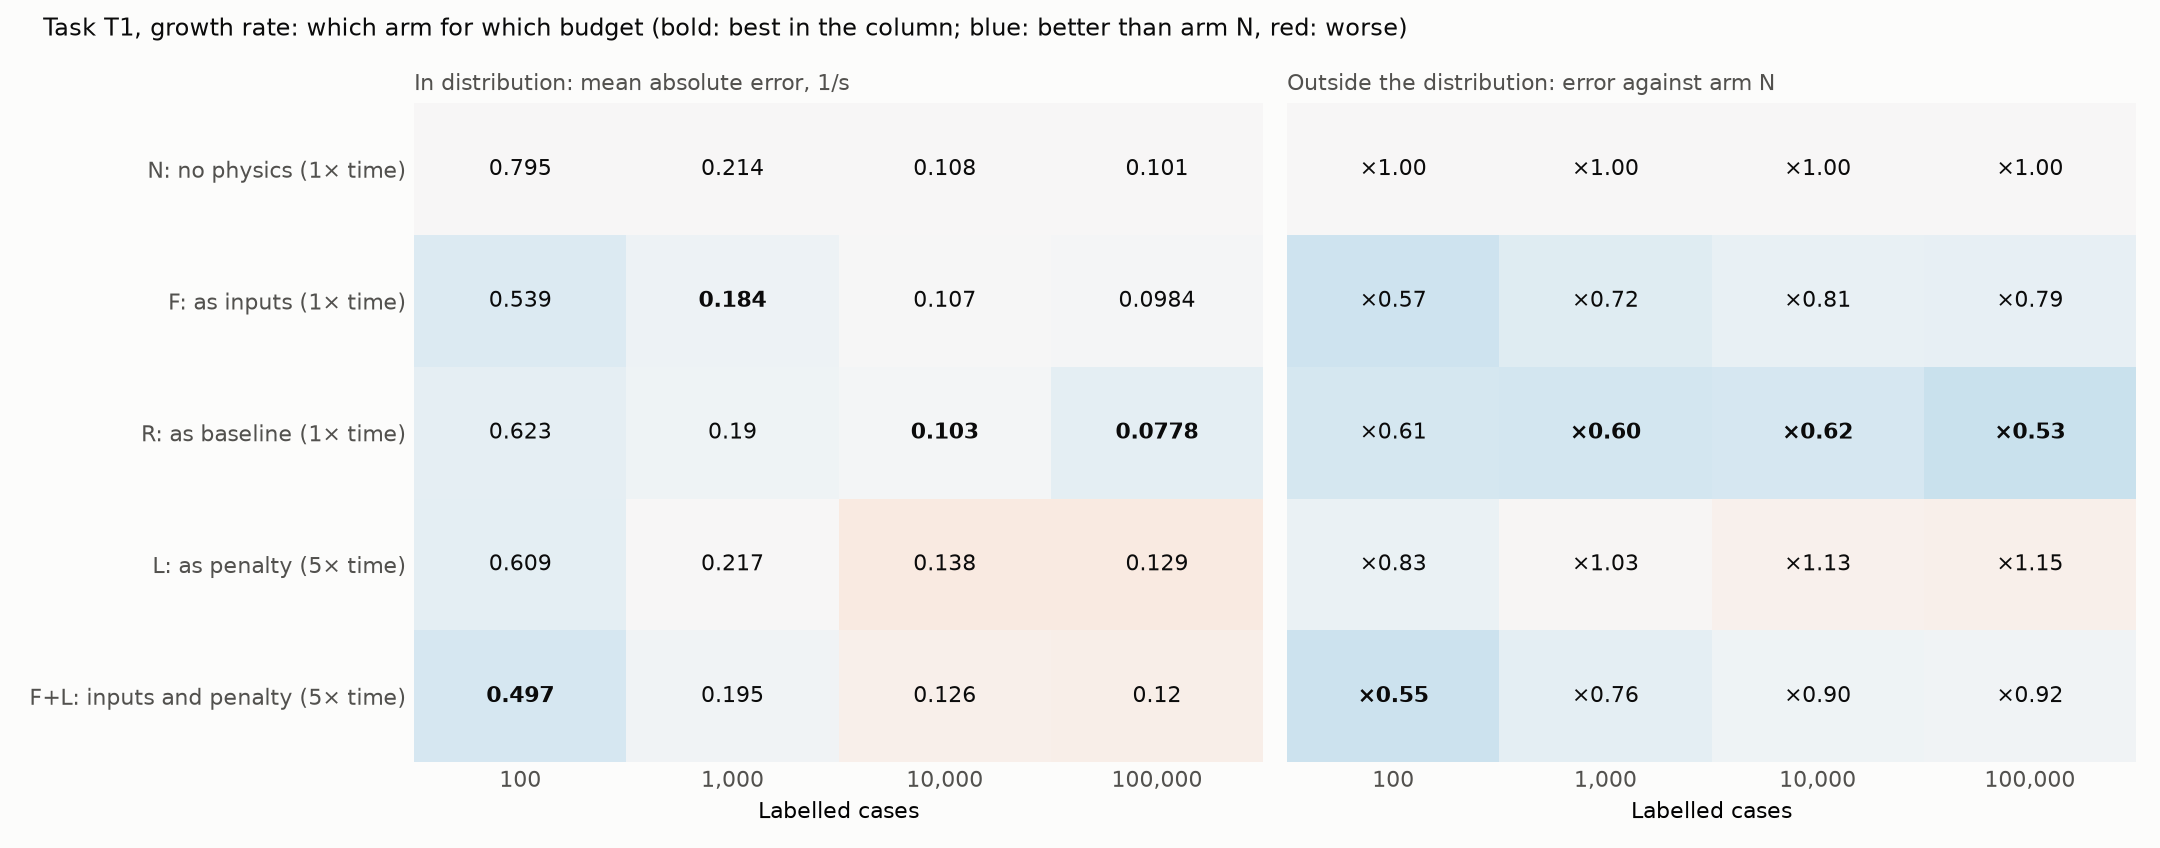 Task T1, growth rate: which arm for which budget (bold: best in the column; blue: better than arm N, red: worse)
In distribution: mean absolute error, 1/s
Outside the distribution: error against arm N
N: no physics (1× time) 0.795 0.214 0.108 0.101 ×1.00 ×1.00 ×1.00 ×1.00
F: as inputs (1× time) 0.539 0.184 0.107 0.0984 ×0.57 ×0.72 ×0.81 ×0.79
R: as baseline (1× time) 0.623 0.19 0.103 0.0778 ×0.61 ×0.60 ×0.62 ×0.53
L: as penalty (5× time) 0.609 0.217 0.138 0.129 ×0.83 ×1.03 ×1.13 ×1.15
F+L: inputs and penalty (5× time) 0.497 0.195 0.126 0.12 ×0.55 ×0.76 ×0.90 ×0.92
100 1,000 10,000 100,000 100 1,000 10,000 100,000
Labelled cases Labelled cases